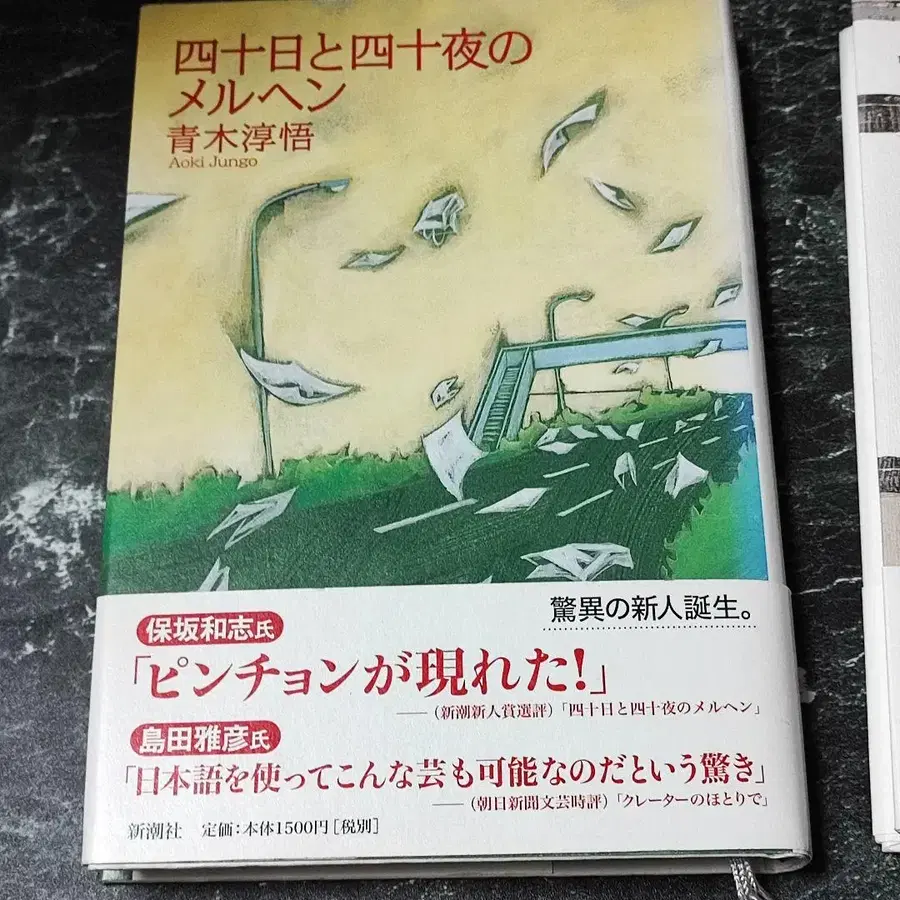 四十日と四十夜の
メルヘン
青木淳悟
Aoki Jungo
驚異の新人誕生。
保坂和志氏
「ピンチョンが現れた!」
——(新潮新人賞選評)「四十日と四十夜のメルヘン」
島田雅彦氏
「日本語を使ってこんな芸も可能なのだという驚き」
——(朝日新聞文芸時評)「クレーターのほとりで」
新潮社 定価:本体1500円[税別]